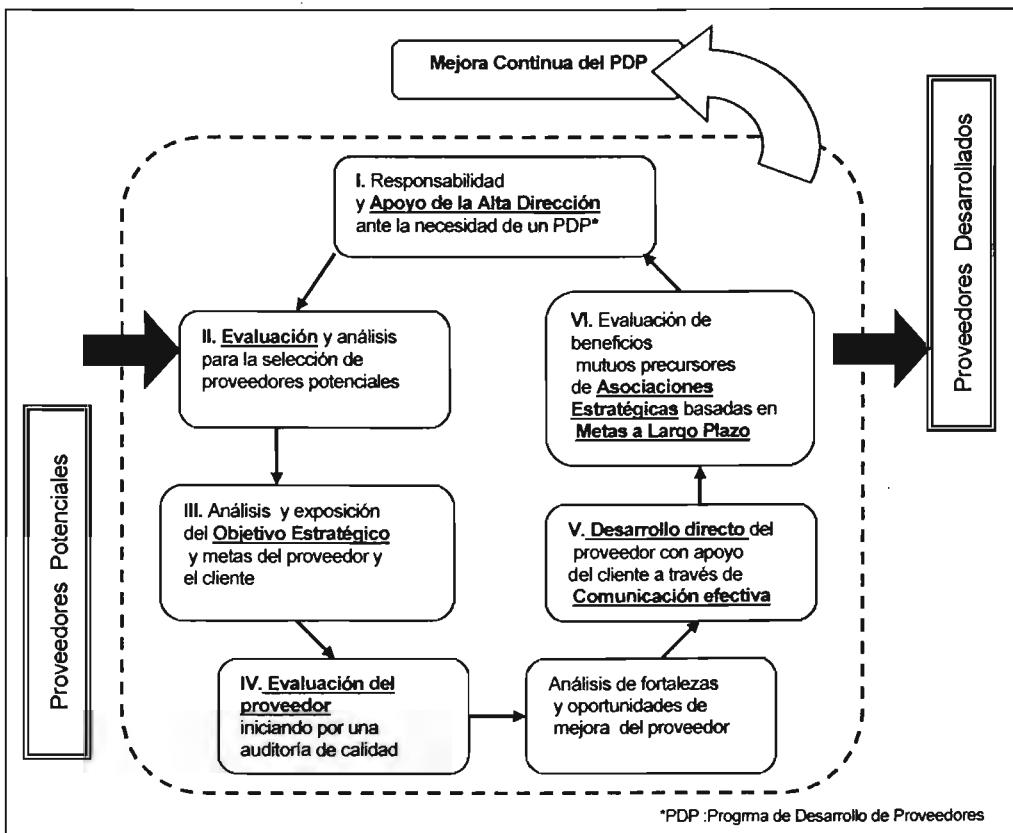 Mejora Continua del PDP
I. Responsabilidad
y Apoyo de la Alta Dirección
ante la necesidad de un PDP*
II. Evaluación y análisis
para la selección de
proveedores potenciales
III. Análisis y exposición
del Objetivo Estratégico
y metas del proveedor y
el cliente
IV. Evaluación del
proveedor
iniciando por una
auditoría de calidad
Análisis de fortalezas
y oportunidades de
mejora del proveedor
V. Desarrollo directo del
proveedor con apoyo
del cliente a través de
Comunicación efectiva
VI. Evaluación de
beneficios
mutuos precursores
de Asociaciones
Estratégicas basadas en
Metas a Largo Plazo
Proveedores Potenciales
Proveedores Desarrollados
*PDP :Progrma de Desarrollo de Proveedores